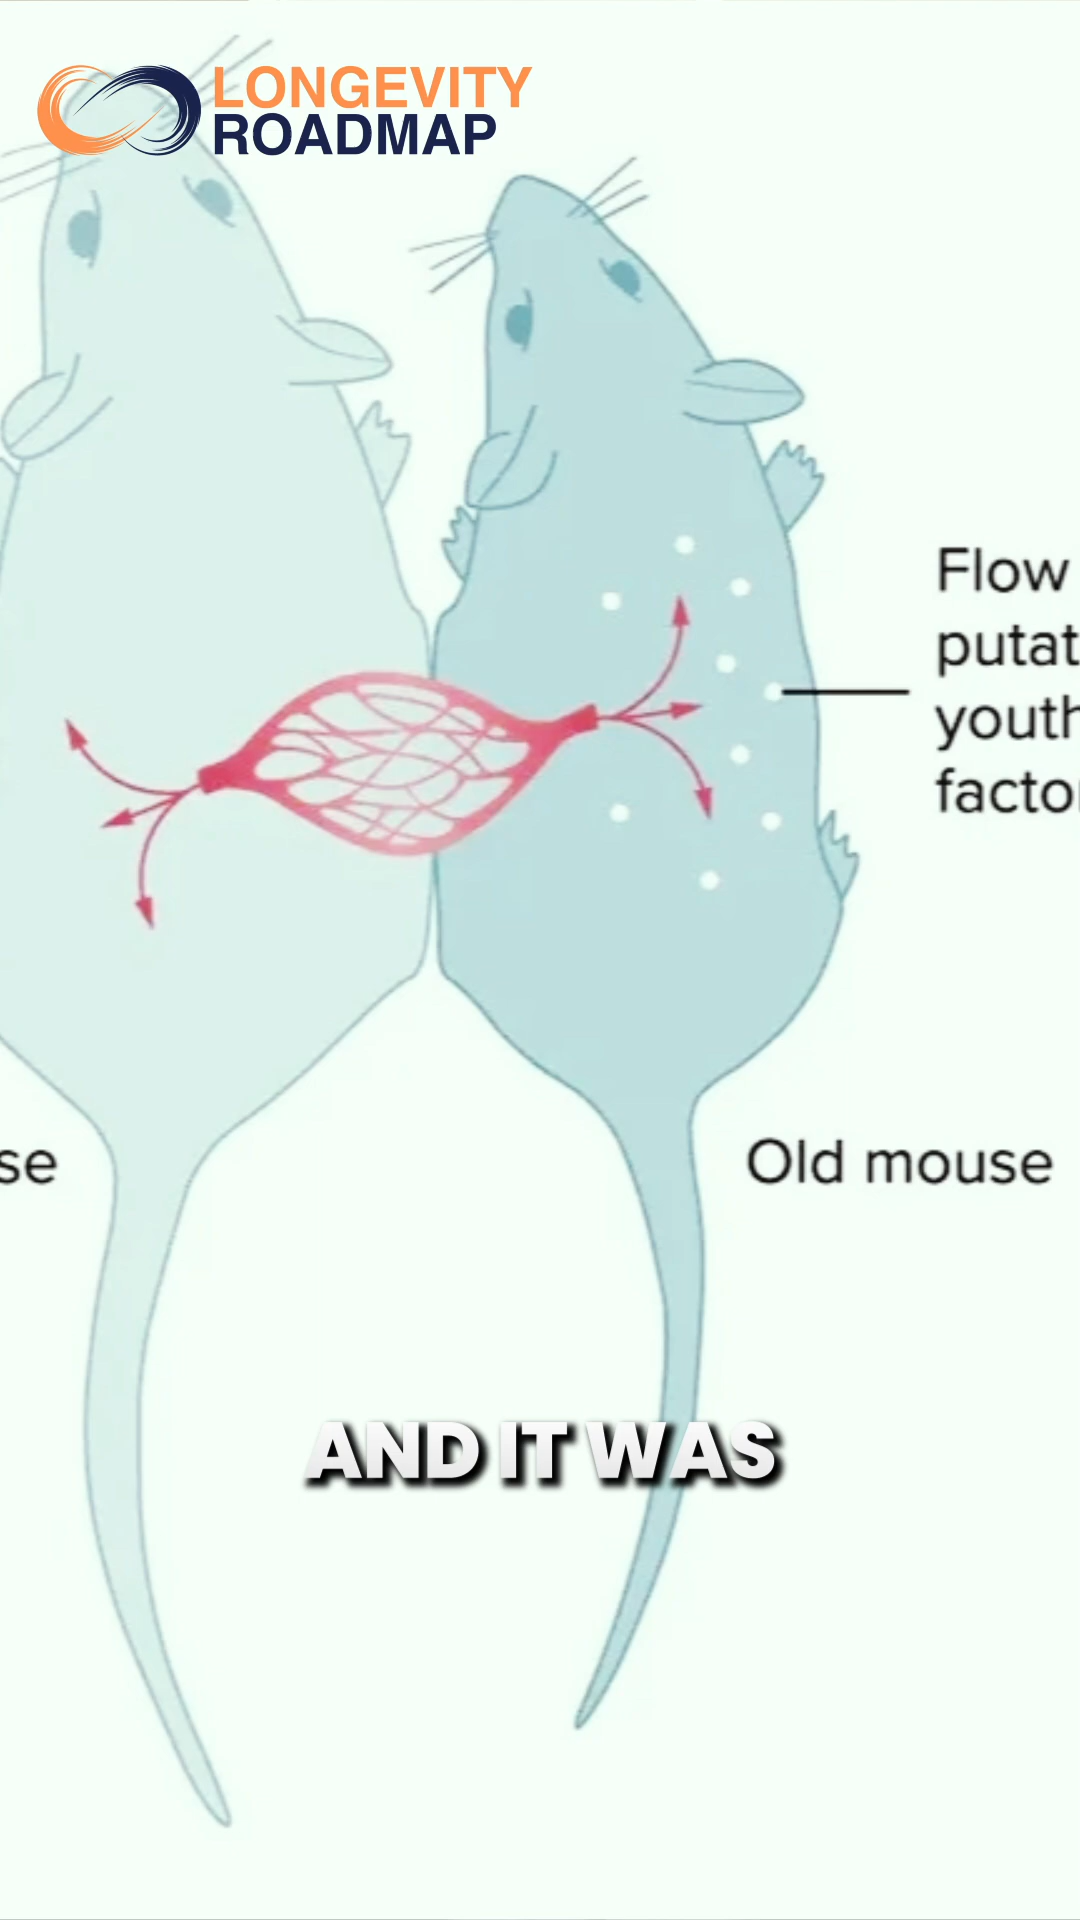 LONGEVITY
ROADMAP
Flow
putat
youth
facto
se
Old mouse
AND IT WAS